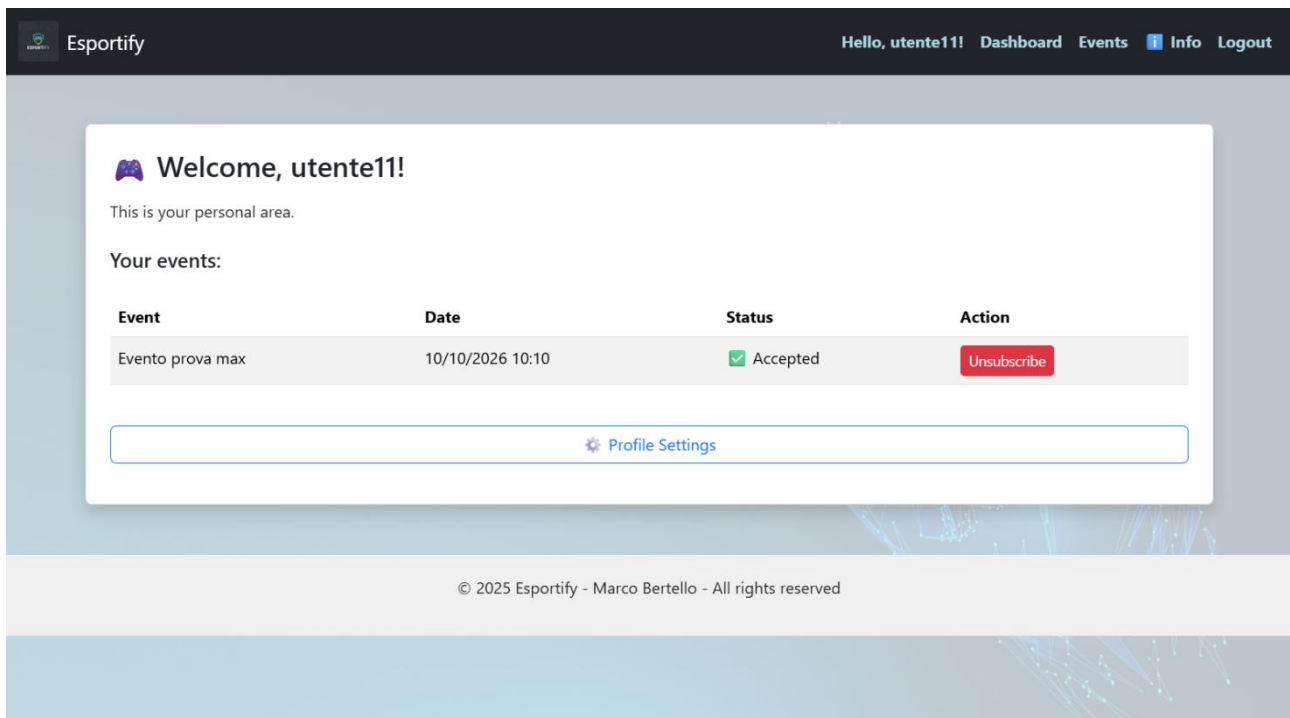 Esportify
Hello, utente11! Dashboard Events ℹ️ Info Logout
🎮 Welcome, utente11!
This is your personal area.
Your events:
Event Date Status Action
Evento prova max 10/10/2026 10:10 ✅ Accepted Unsubscribe
⚙️ Profile Settings
© 2025 Esportify - Marco Bertello - All rights reserved